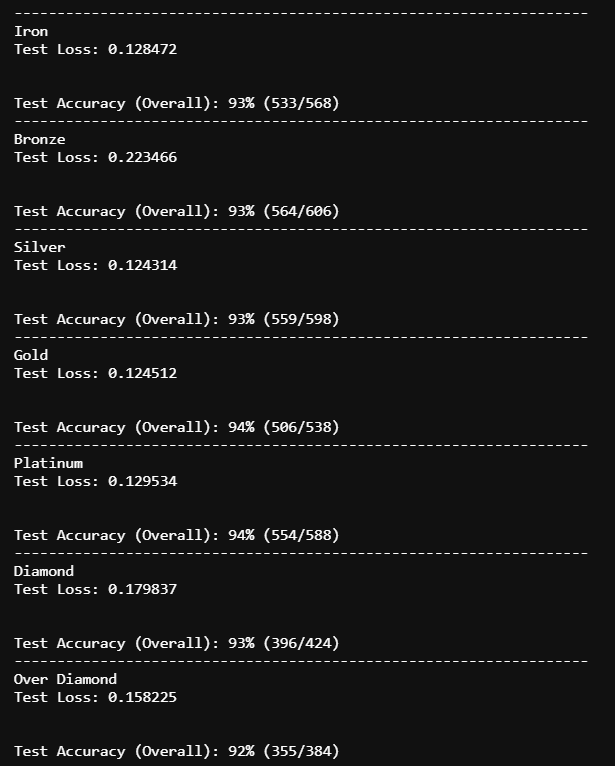 --------------------------------------------------------------------
Iron
Test Loss: 0.128472
Test Accuracy (Overall): 93% (533/568)
--------------------------------------------------------------------
Bronze
Test Loss: 0.223466
Test Accuracy (Overall): 93% (564/606)
--------------------------------------------------------------------
Silver
Test Loss: 0.124314
Test Accuracy (Overall): 93% (559/598)
--------------------------------------------------------------------
Gold
Test Loss: 0.124512
Test Accuracy (Overall): 94% (506/538)
--------------------------------------------------------------------
Platinum
Test Loss: 0.129534
Test Accuracy (Overall): 94% (554/588)
--------------------------------------------------------------------
Diamond
Test Loss: 0.179837
Test Accuracy (Overall): 93% (396/424)
--------------------------------------------------------------------
Over Diamond
Test Loss: 0.158225
Test Accuracy (Overall): 92% (355/384)